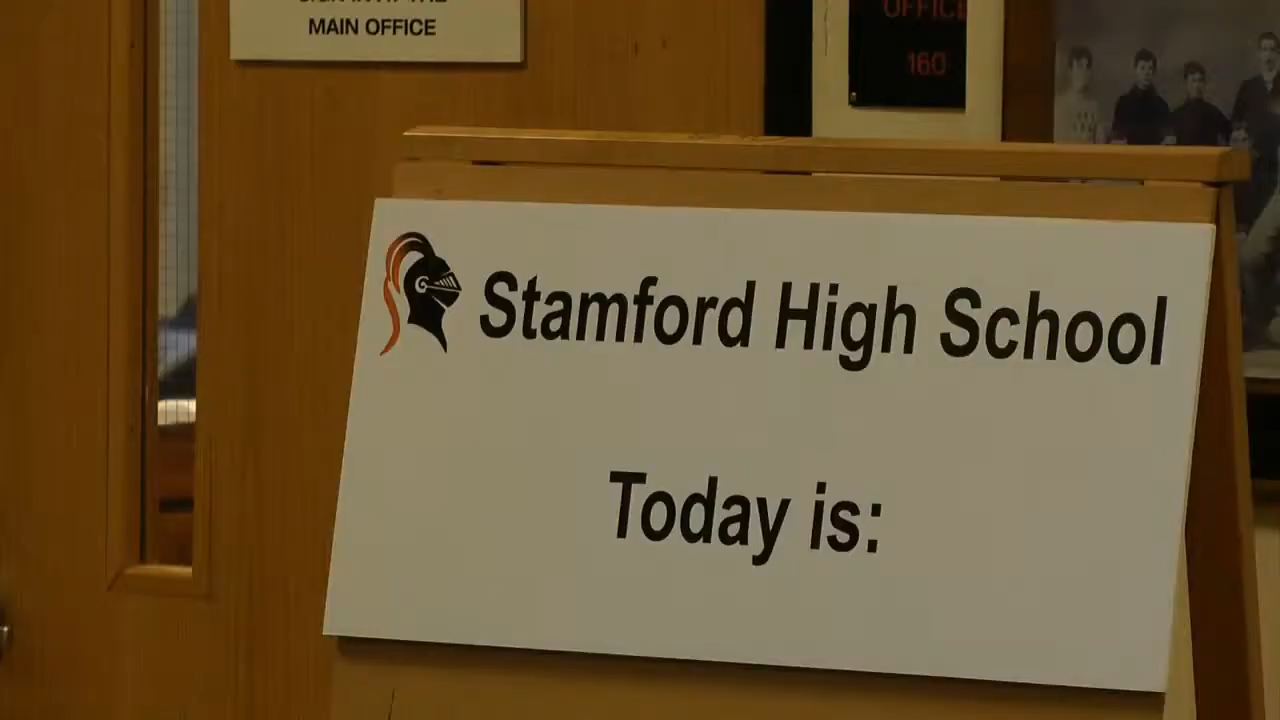 MAIN OFFICE
OFFICE
160
Stamford High School
Today is: